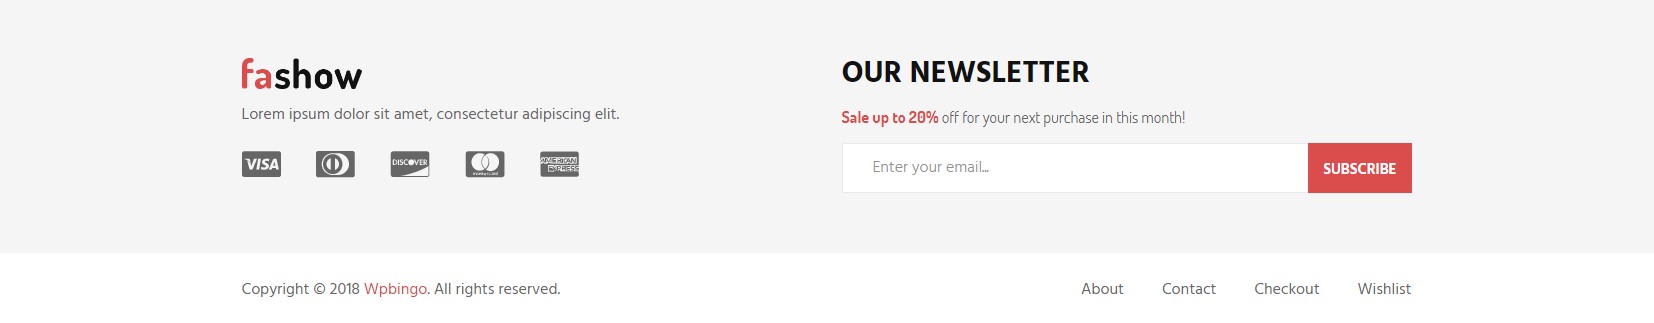 fashow
Lorem ipsum dolor sit amet, consectetur adipiscing elit.
VISA
DISCOVER
AMERICAN
EXPRESS
OUR NEWSLETTER
Sale up to 20% off for your next purchase in this month!
Enter your email...
SUBSCRIBE
Copyright © 2018 Wpbingo. All rights reserved.
About Contact Checkout Wishlist